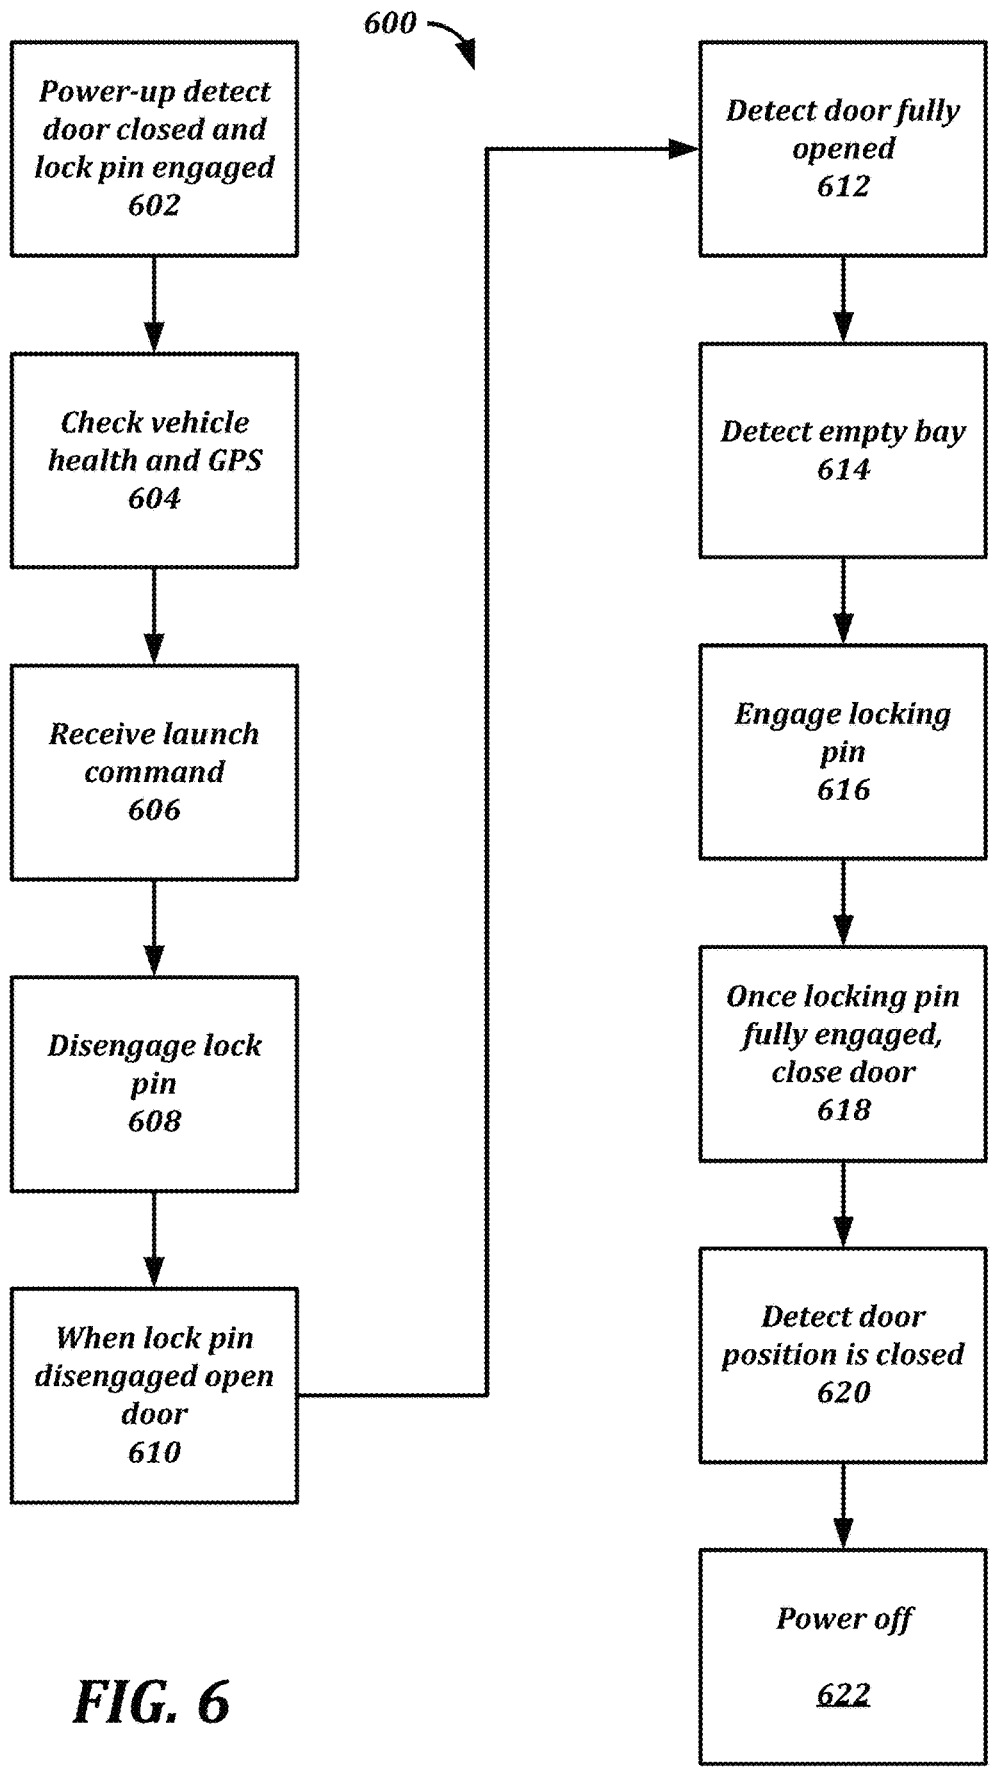 600
Power-up detect
door closed and
lock pin engaged
602
Check vehicle
health and GPS
604
Receive launch
command
606
Disengage lock
pin
608
When lock pin
disengaged open
door
610
Detect door fully
opened
612
Detect empty bay
614
Engage locking
pin
616
Once locking pin
fully engaged,
close door
618
Detect door
position is closed
620
Power off
622
FIG. 6